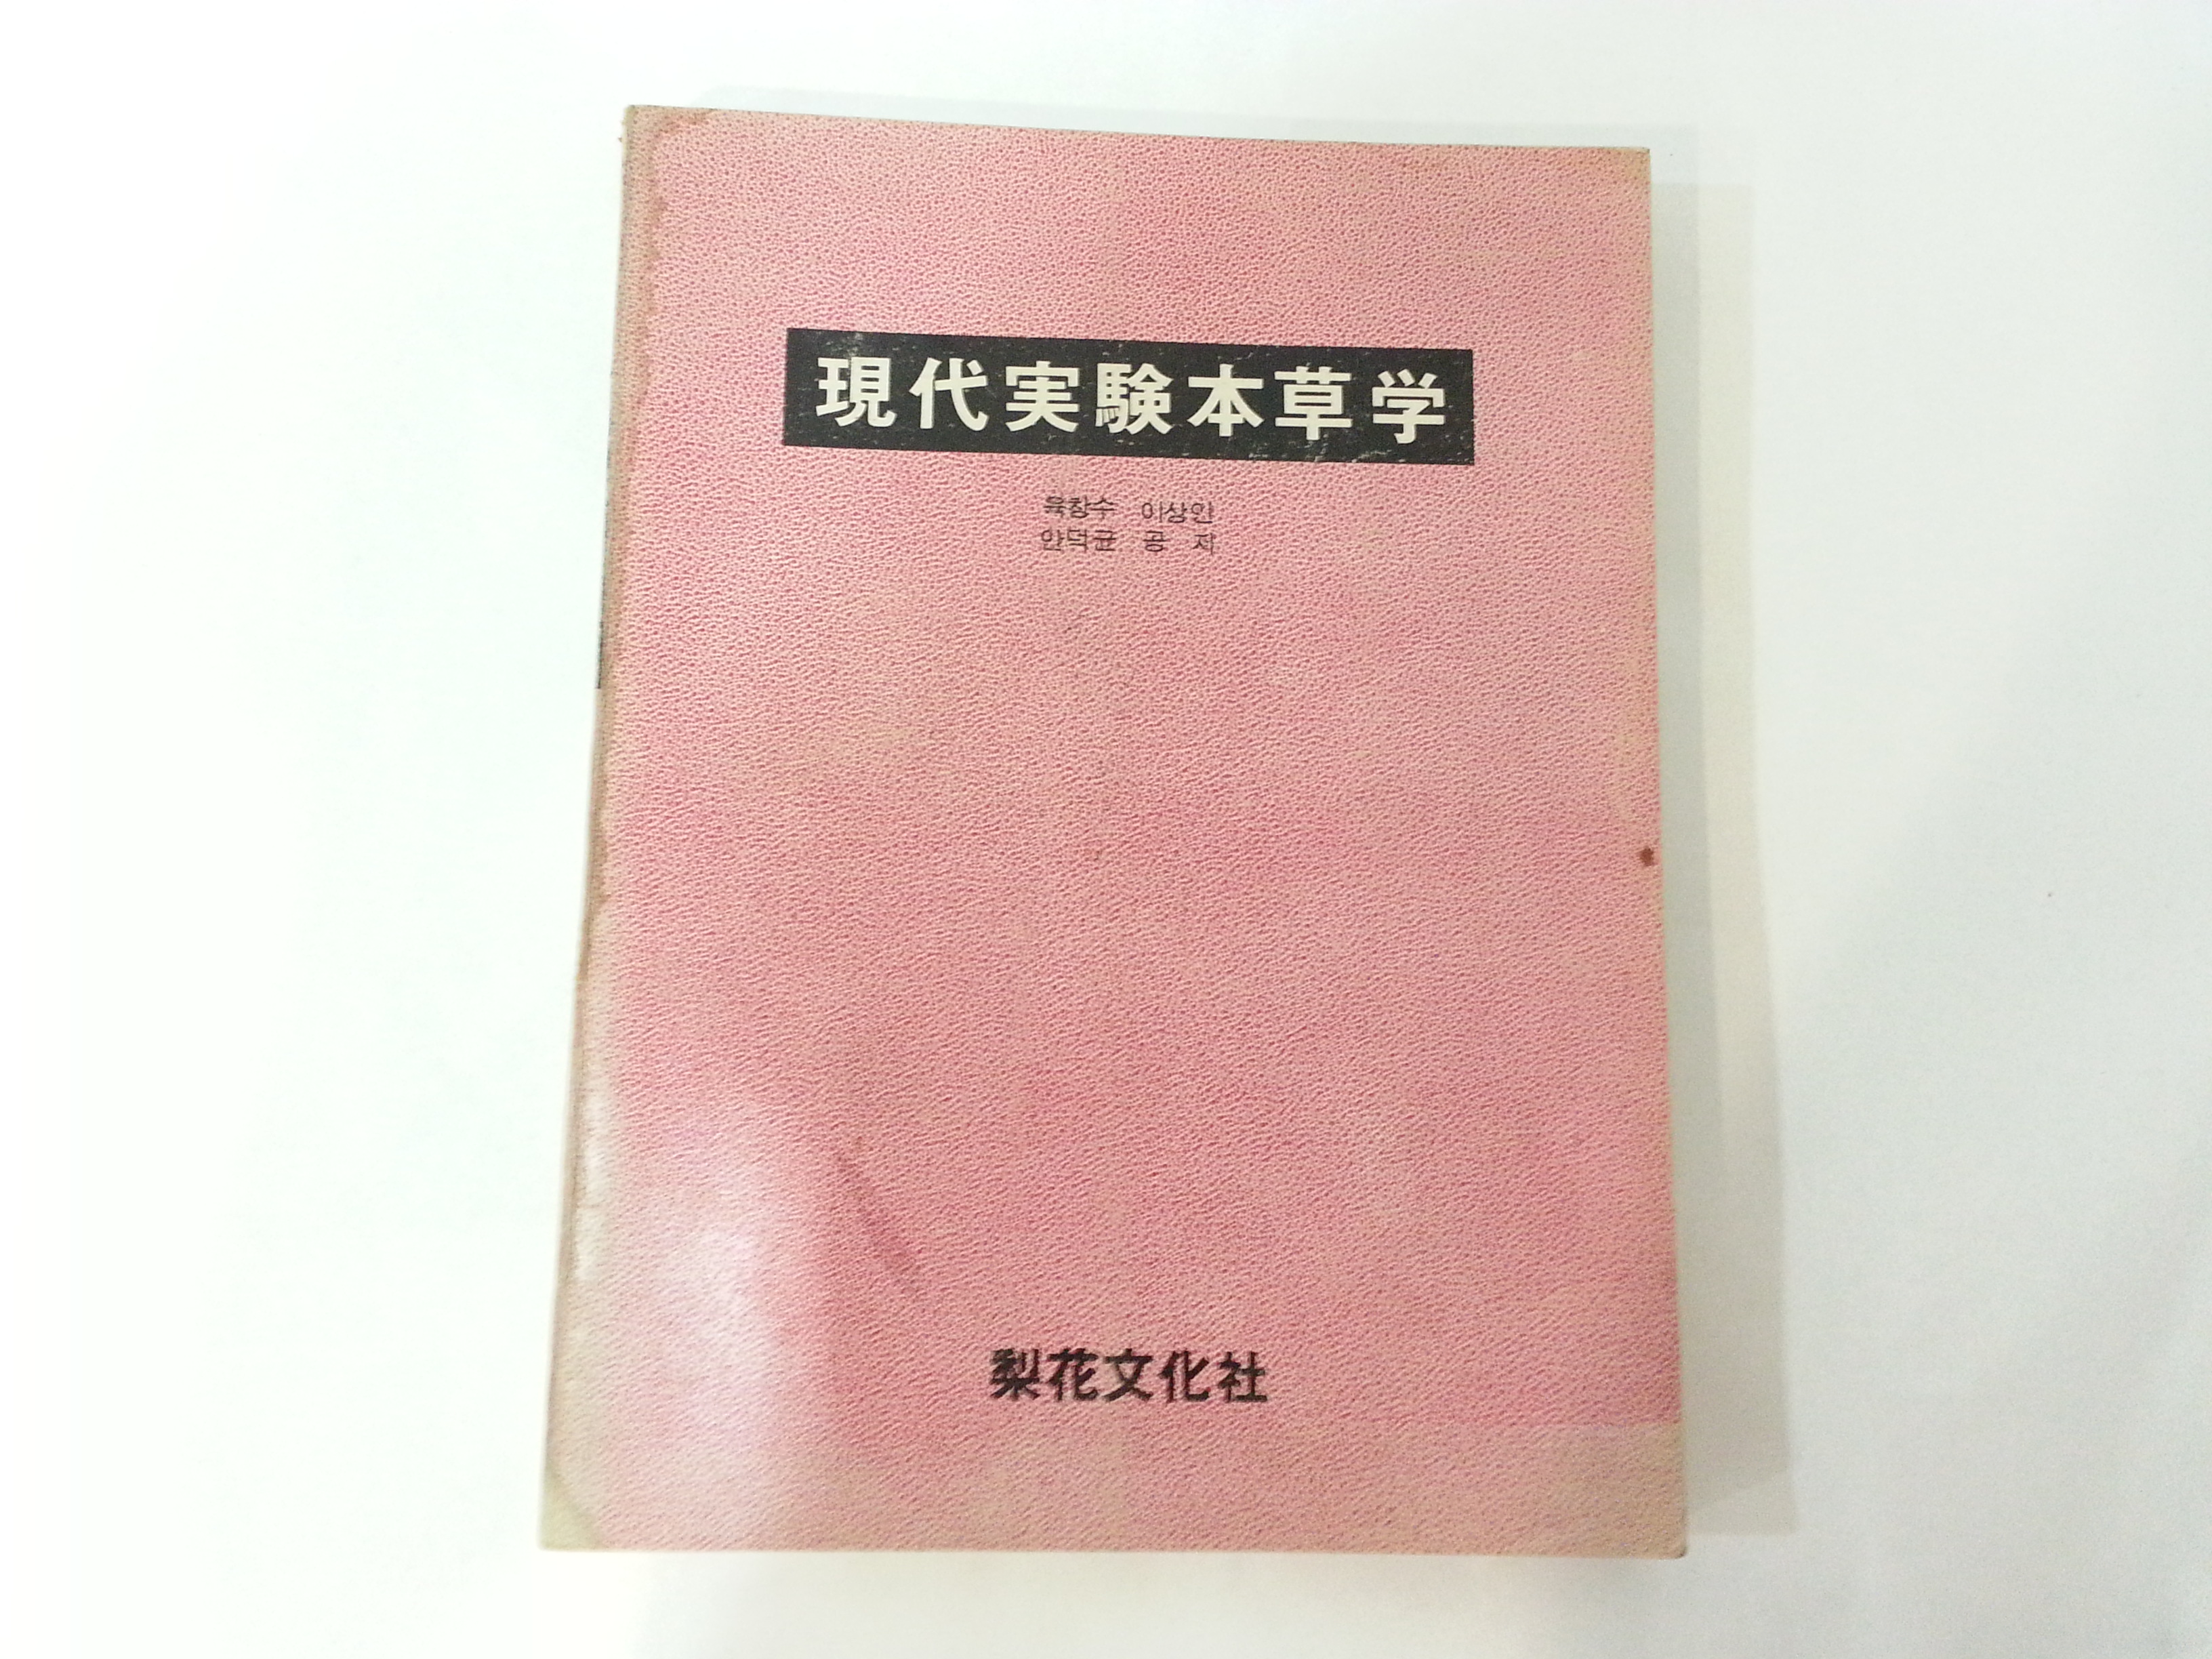 現代実験本草学
육창수 이상인
안덕균 공 저
梨花文化社